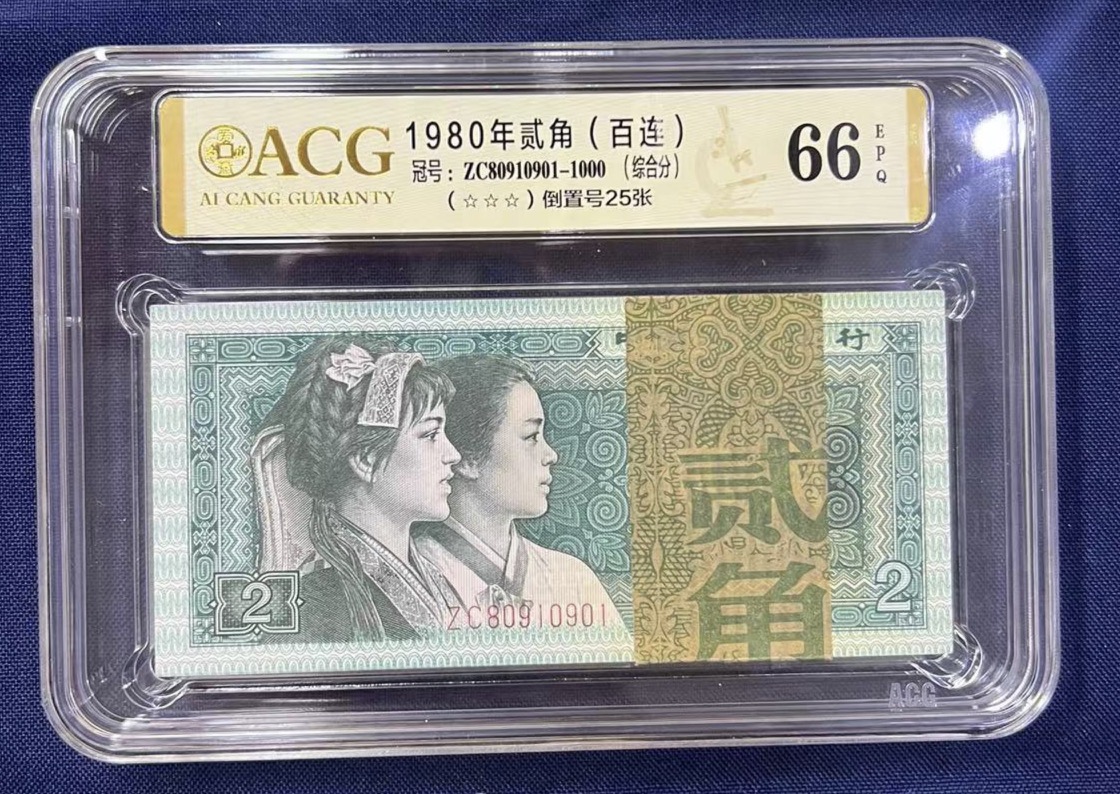 ACG
AI CANG GUARANTY
1980年贰角（百连）
冠号：ZC80910901-1000 （综合分）
（☆☆☆）倒置号25张
66
EPQ
行
贰
角
2
2
ZC80910901
ACG